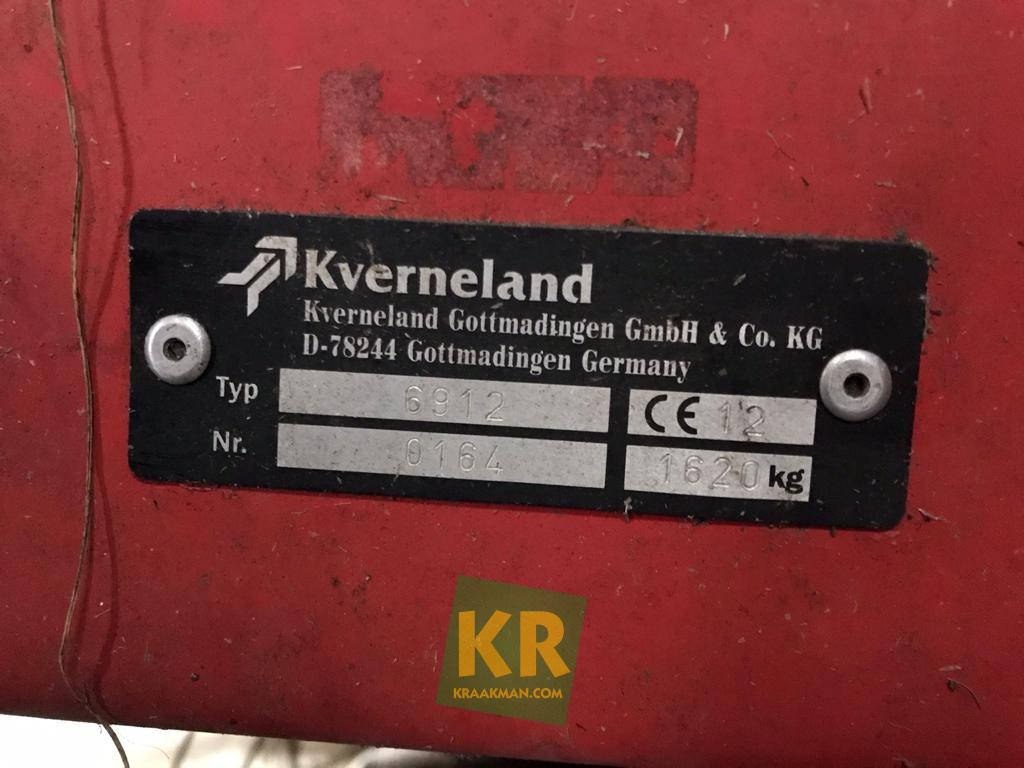 Kverneland
Kverneland Gottmadingen GmbH & Co. KG
D-78244 Gottmadingen Germany
Typ 6912 CE 12
Nr. 0164 1620 kg
KR
KRAAKMAN.COM